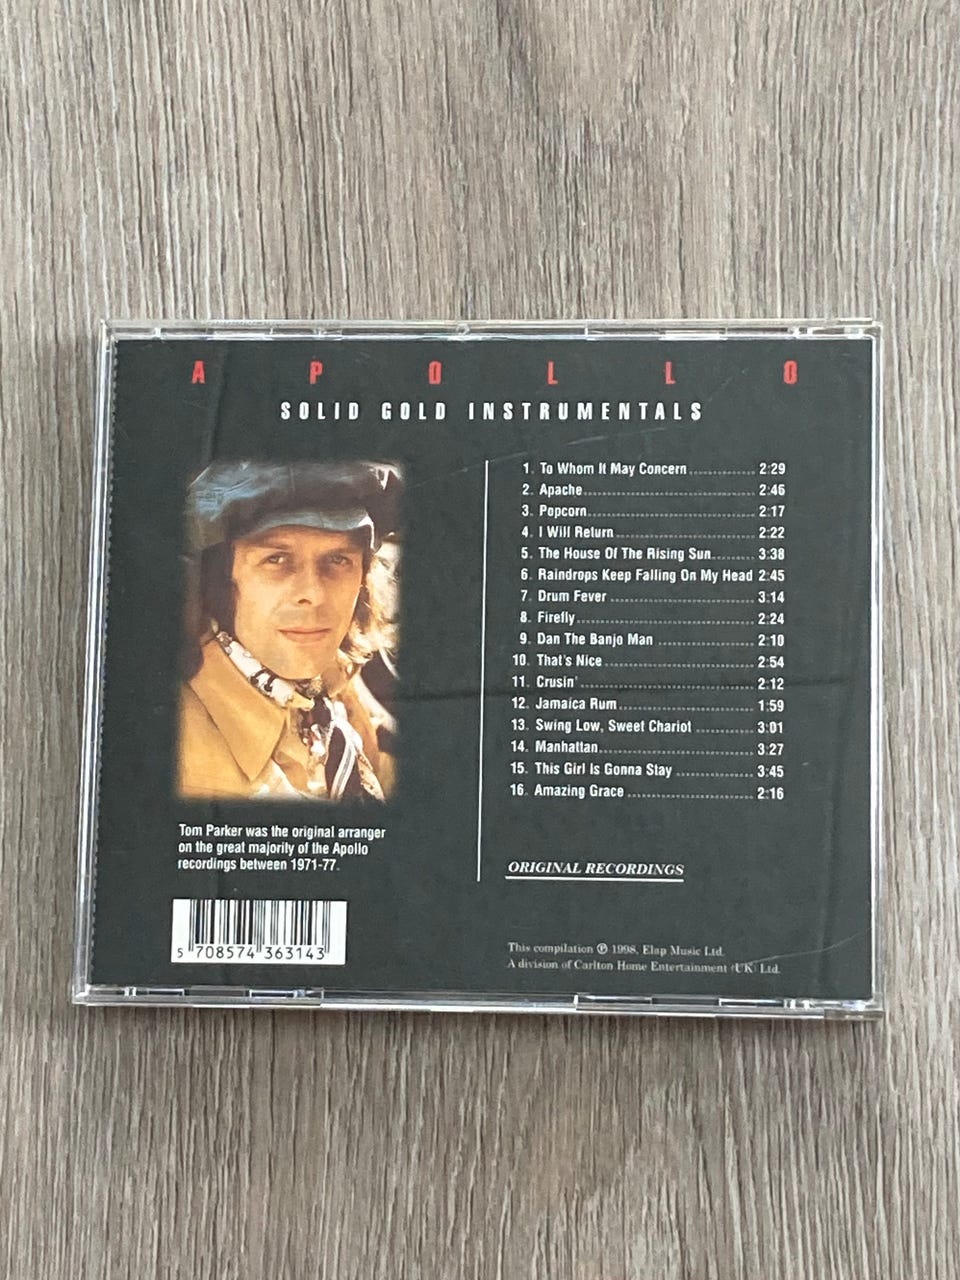 APOLLO
SOLID GOLD INSTRUMENTALS
1. To Whom It May Concern 2:29
2. Apache 2:46
3. Popcorn 2:17
4. I Will Return 2:22
5. The House Of The Rising Sun 3:38
6. Raindrops Keep Falling On My Head 2:45
7. Drum Fever 3:14
8. Firefly 2:24
9. Dan The Banjo Man 2:10
10. That's Nice 2:54
11. Crusin' 2:12
12. Jamaica Rum 1:59
13. Swing Low, Sweet Chariot 3:01
14. Manhattan 3:27
15. This Girl Is Gonna Stay 3:45
16. Amazing Grace 2:16
Tom Parker was the original arranger
on the great majority of the Apollo
recordings between 1971-77.
ORIGINAL RECORDINGS
5 708574 363143
This compilation ℗ 1998, Elap Music Ltd.
A division of Carlton Home Entertainment (UK) Ltd.